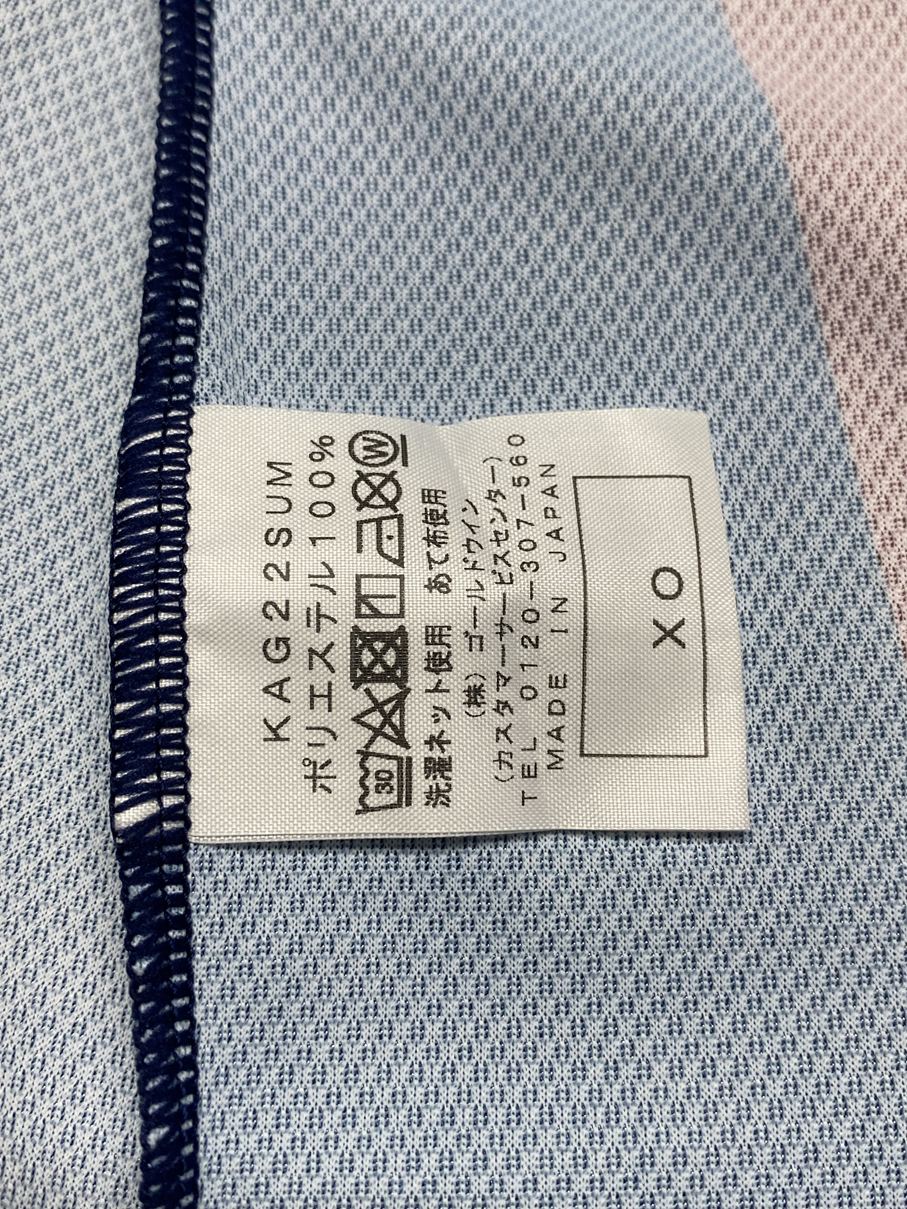 KAG22SUM
ポリエステル100%
30 W
洗濯ネット使用 あて布使用
(株)ゴールドウイン
(カスタマーサービスセンター)
TEL 0120-307-560
MADE IN JAPAN
XO